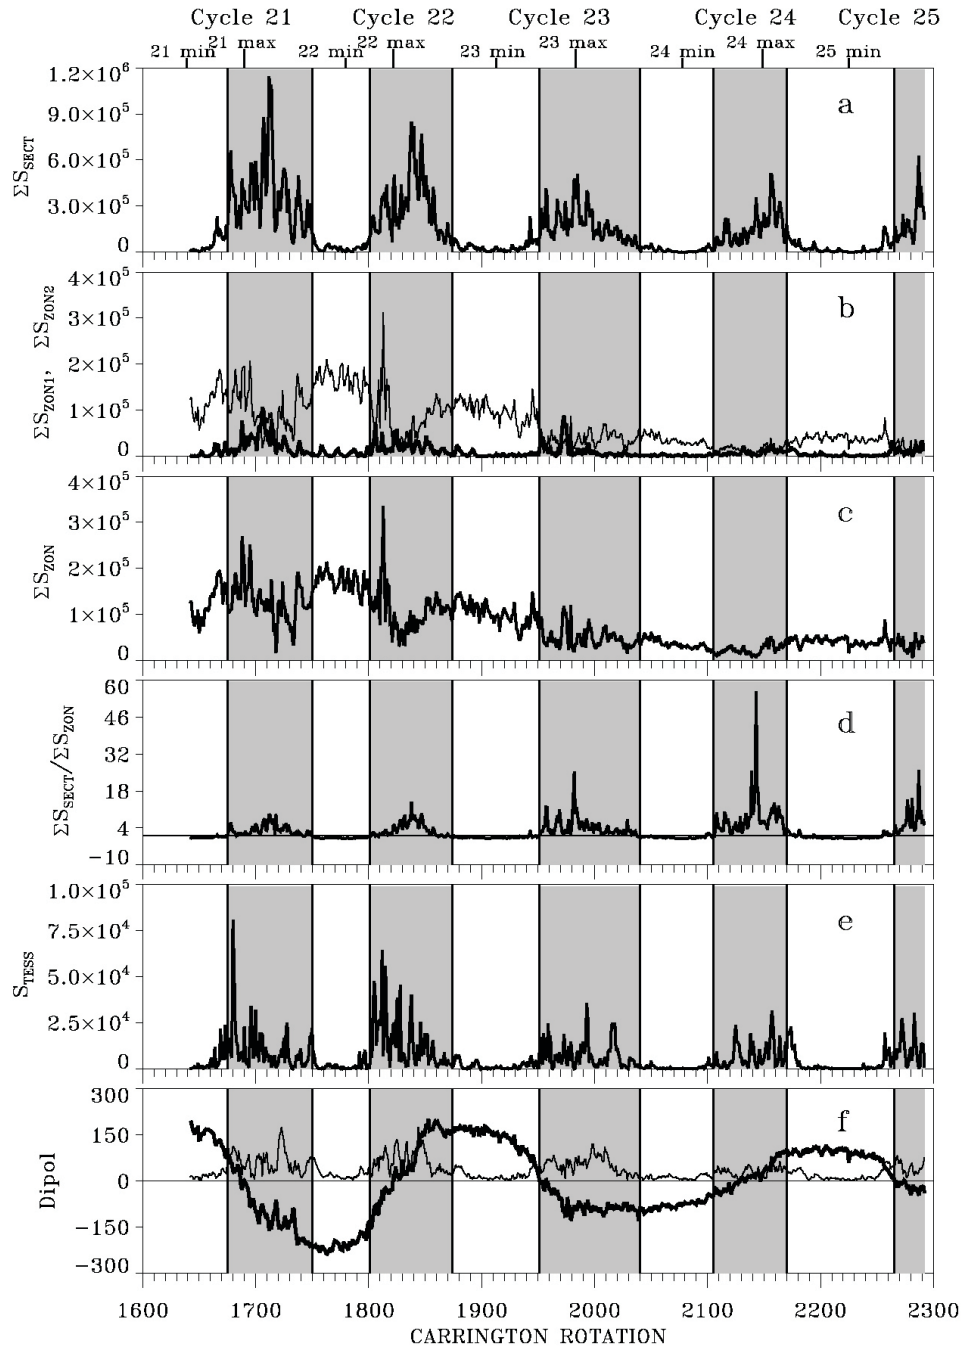 Cycle 21 Cycle 22 Cycle 23 Cycle 24 Cycle 25
21 min 21 max 22 min 22 max 23 min 23 max 24 min 24 max 25 min
1.2×10⁶
9.0×10⁵
6.0×10⁵
3.0×10⁵
0
ΣS_SECT
a
4×10⁵
3×10⁵
2×10⁵
1×10⁵
0
ΣS_ZON1, ΣS_ZON2
b
4×10⁵
3×10⁵
2×10⁵
1×10⁵
0
ΣS_ZON
c
60
46
32
18
4
−10
ΣS_SECT/ΣS_ZON
d
1.0×10⁵
7.5×10⁴
5.0×10⁴
2.5×10⁴
0
S_TESS
e
300
150
0
−150
−300
Dipol
f
1600 1700 1800 1900 2000 2100 2200 2300
CARRINGTON ROTATION